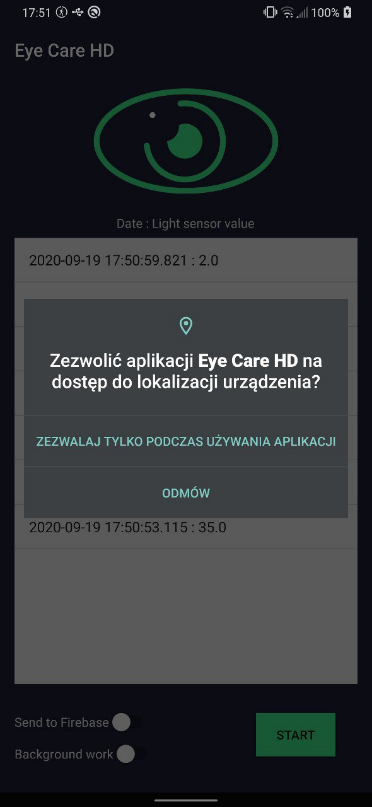 17:51
100%
Eye Care HD
Date : Light sensor value
2020-09-19 17:50:59.821 : 2.0
Zezwolić aplikacji Eye Care HD na
dostęp do lokalizacji urządzenia?
ZEZWALAJ TYLKO PODCZAS UŻYWANIA APLIKACJI
ODMÓW
2020-09-19 17:50:53.115 : 35.0
Send to Firebase
START
Background work